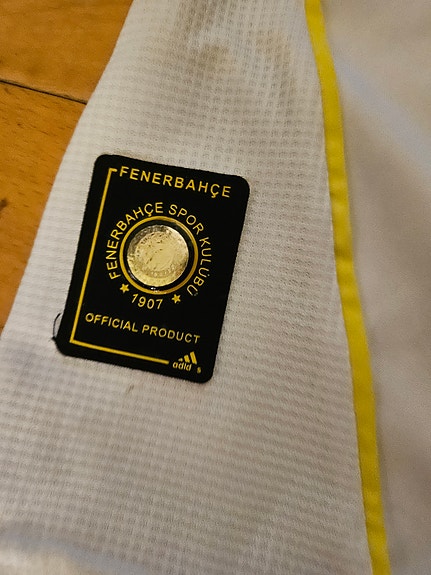 FENERBAHÇE
FENERBAHÇE SPOR KULÜBÜ
1907
OFFICIAL PRODUCT